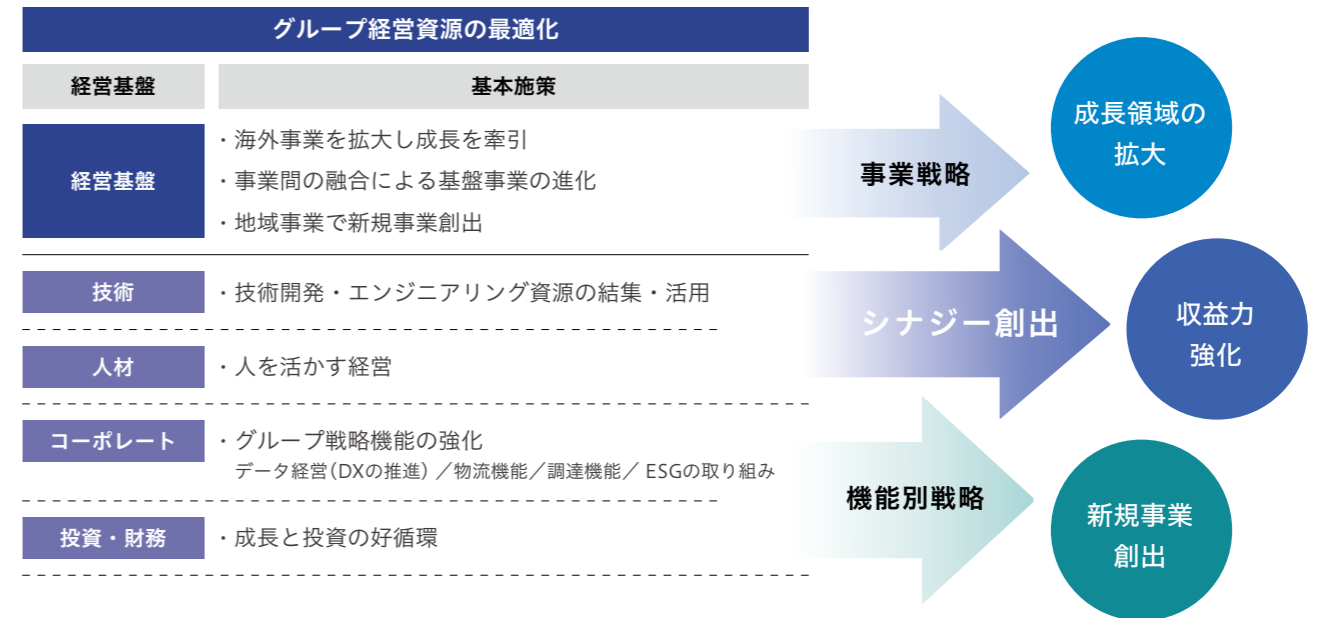 グループ経営資源の最適化
経営基盤
基本施策
経営基盤
・海外事業を拡大し成長を牽引
・事業間の融合による基盤事業の進化
・地域事業で新規事業創出
技術
・技術開発・エンジニアリング資源の結集・活用
人材
・人を活かす経営
コーポレート
・グループ戦略機能の強化
データ経営(DXの推進)／物流機能／調達機能／ ESGの取り組み
投資・財務
・成長と投資の好循環
事業戦略
シナジー創出
機能別戦略
成長領域の
拡大
収益力
強化
新規事業
創出